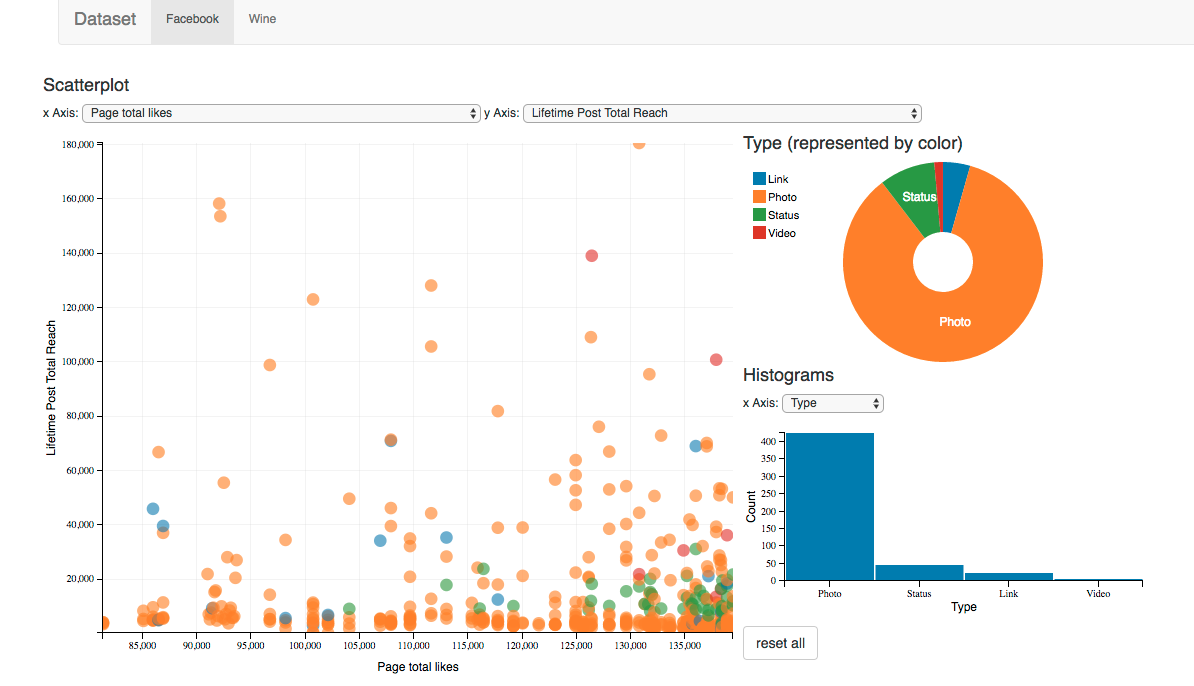 Dataset Facebook Wine
Scatterplot
x Axis: Page total likes y Axis: Lifetime Post Total Reach
180,000
160,000
140,000
120,000
100,000
80,000
60,000
40,000
20,000
Lifetime Post Total Reach
85,000 90,000 95,000 100,000 105,000 110,000 115,000 120,000 125,000 130,000 135,000
Page total likes
Type (represented by color)
Link
Photo
Status
Video
Status
Photo
Histograms
x Axis: Type
400
350
300
250
200
150
100
50
0
Count
Photo Status Link Video
Type
reset all